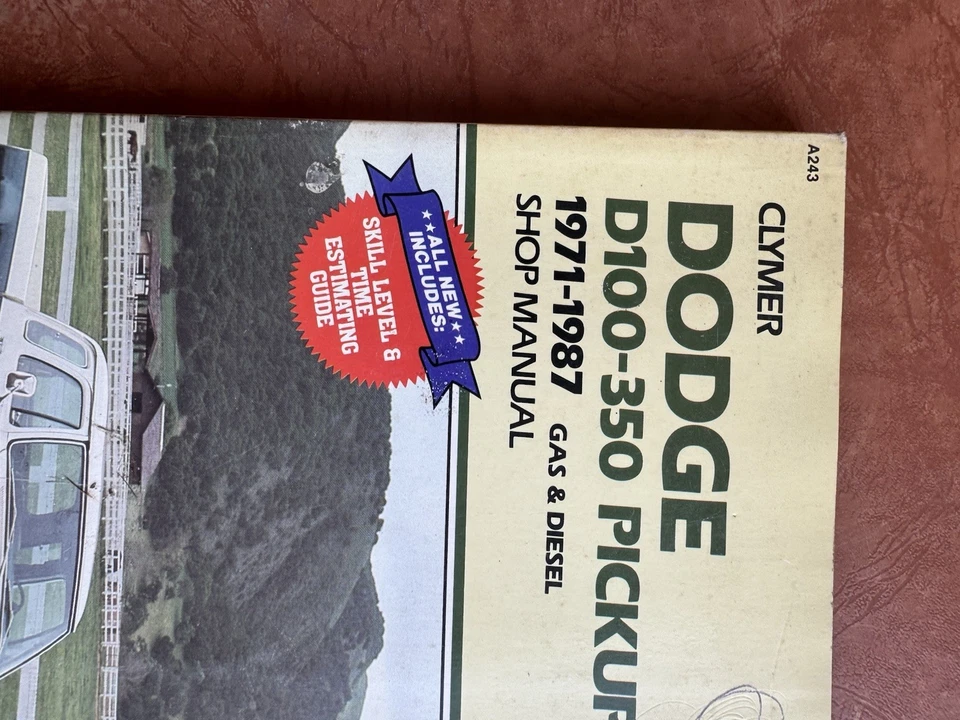 A243
CLYMER
DODGE
D100-350 PICKUP
1971-1987 GAS & DIESEL
SHOP MANUAL
★★ALL NEW★★
INCLUDES:
SKILL LEVEL &
TIME
ESTIMATING
GUIDE